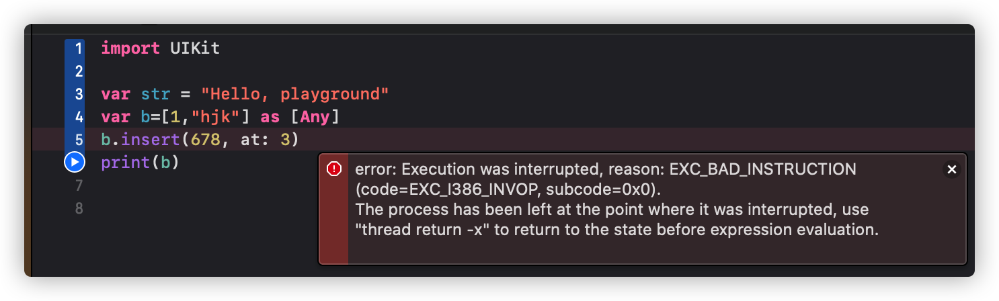 1 import UIKit
2
3 var str = "Hello, playground"
4 var b=[1,"hjk"] as [Any]
5 b.insert(678, at: 3)
print(b)
7
8
error: Execution was interrupted, reason: EXC_BAD_INSTRUCTION
(code=EXC_I386_INVOP, subcode=0x0).
The process has been left at the point where it was interrupted, use
"thread return -x" to return to the state before expression evaluation.